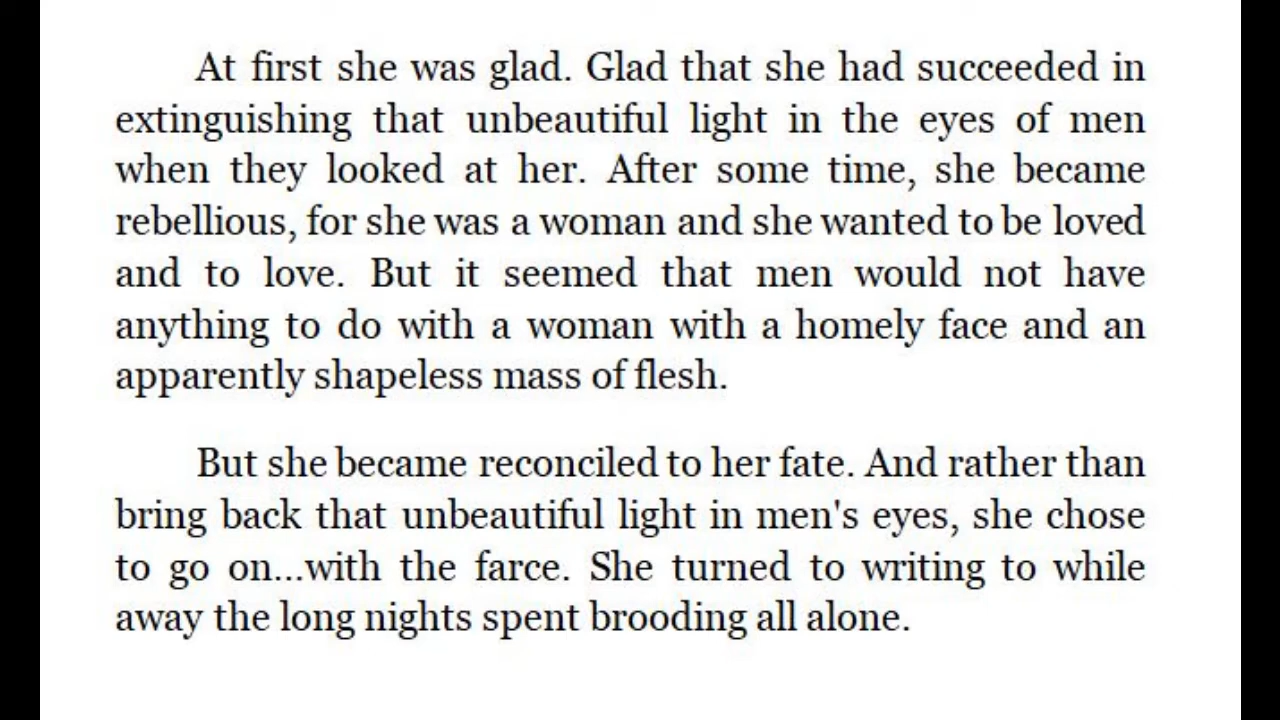 At first she was glad. Glad that she had succeeded in
extinguishing that unbeautiful light in the eyes of men
when they looked at her. After some time, she became
rebellious, for she was a woman and she wanted to be loved
and to love. But it seemed that men would not have
anything to do with a woman with a homely face and an
apparently shapeless mass of flesh.
But she became reconciled to her fate. And rather than
bring back that unbeautiful light in men's eyes, she chose
to go on...with the farce. She turned to writing to while
away the long nights spent brooding all alone.